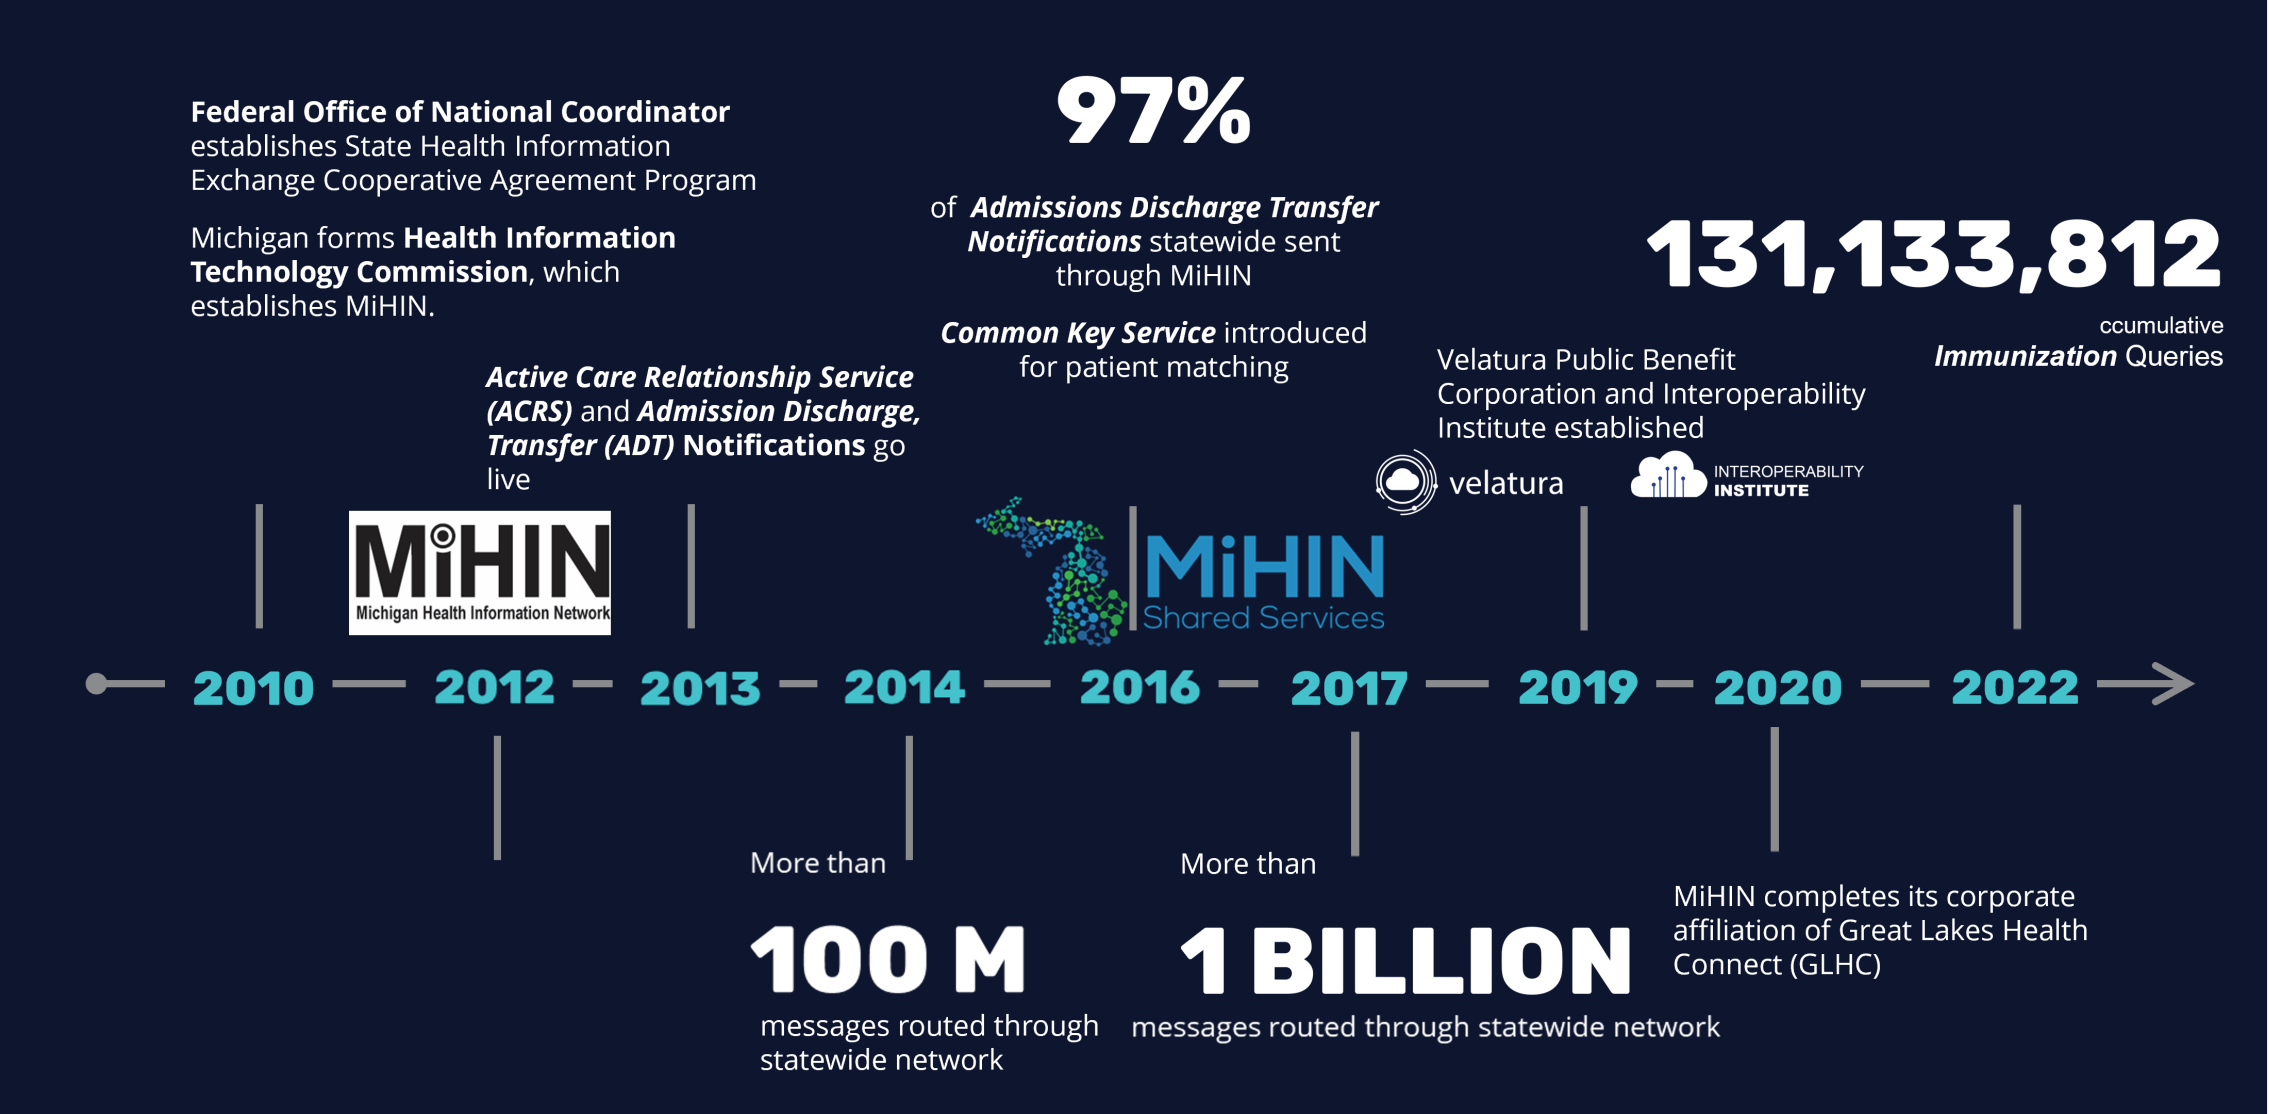 Federal Office of National Coordinator
establishes State Health Information
Exchange Cooperative Agreement Program
Michigan forms Health Information
Technology Commission, which
establishes MiHIN.
Active Care Relationship Service
(ACRS) and Admission Discharge,
Transfer (ADT) Notifications go
live
MiHIN
Michigan Health Information Network
97%
of Admissions Discharge Transfer
Notifications statewide sent
through MiHIN
Common Key Service introduced
for patient matching
MiHIN
Shared Services
Velatura Public Benefit
Corporation and Interoperability
Institute established
velatura
INTEROPERABILITY
INSTITUTE
131,133,812
ccumulative
Immunization Queries
2010 2012 2013 2014 2016 2017 2019 2020 2022
More than
100 M
messages routed through
statewide network
More than
1 BILLION
messages routed through statewide network
MiHIN completes its corporate
affiliation of Great Lakes Health
Connect (GLHC)